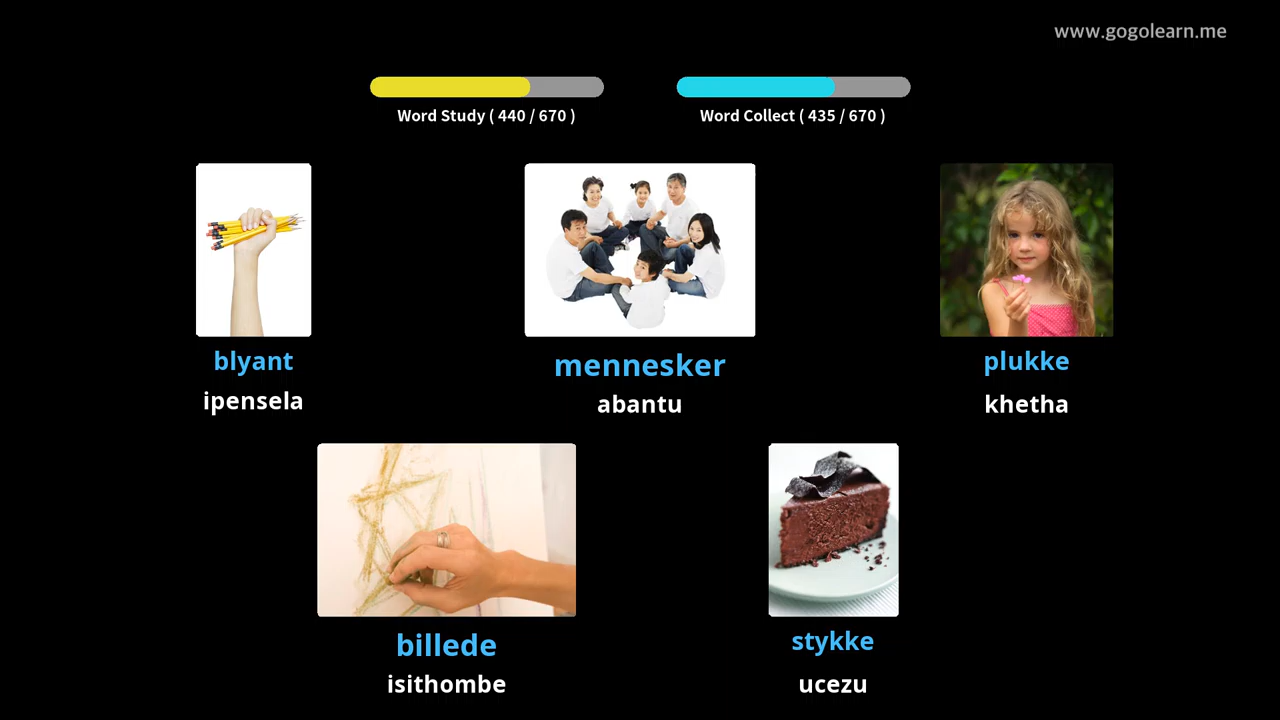 www.gogolearn.me
Word Study ( 440 / 670 )
Word Collect ( 435 / 670 )
blyant
ipensela
mennesker
abantu
plukke
khetha
billede
isithombe
stykke
ucezu